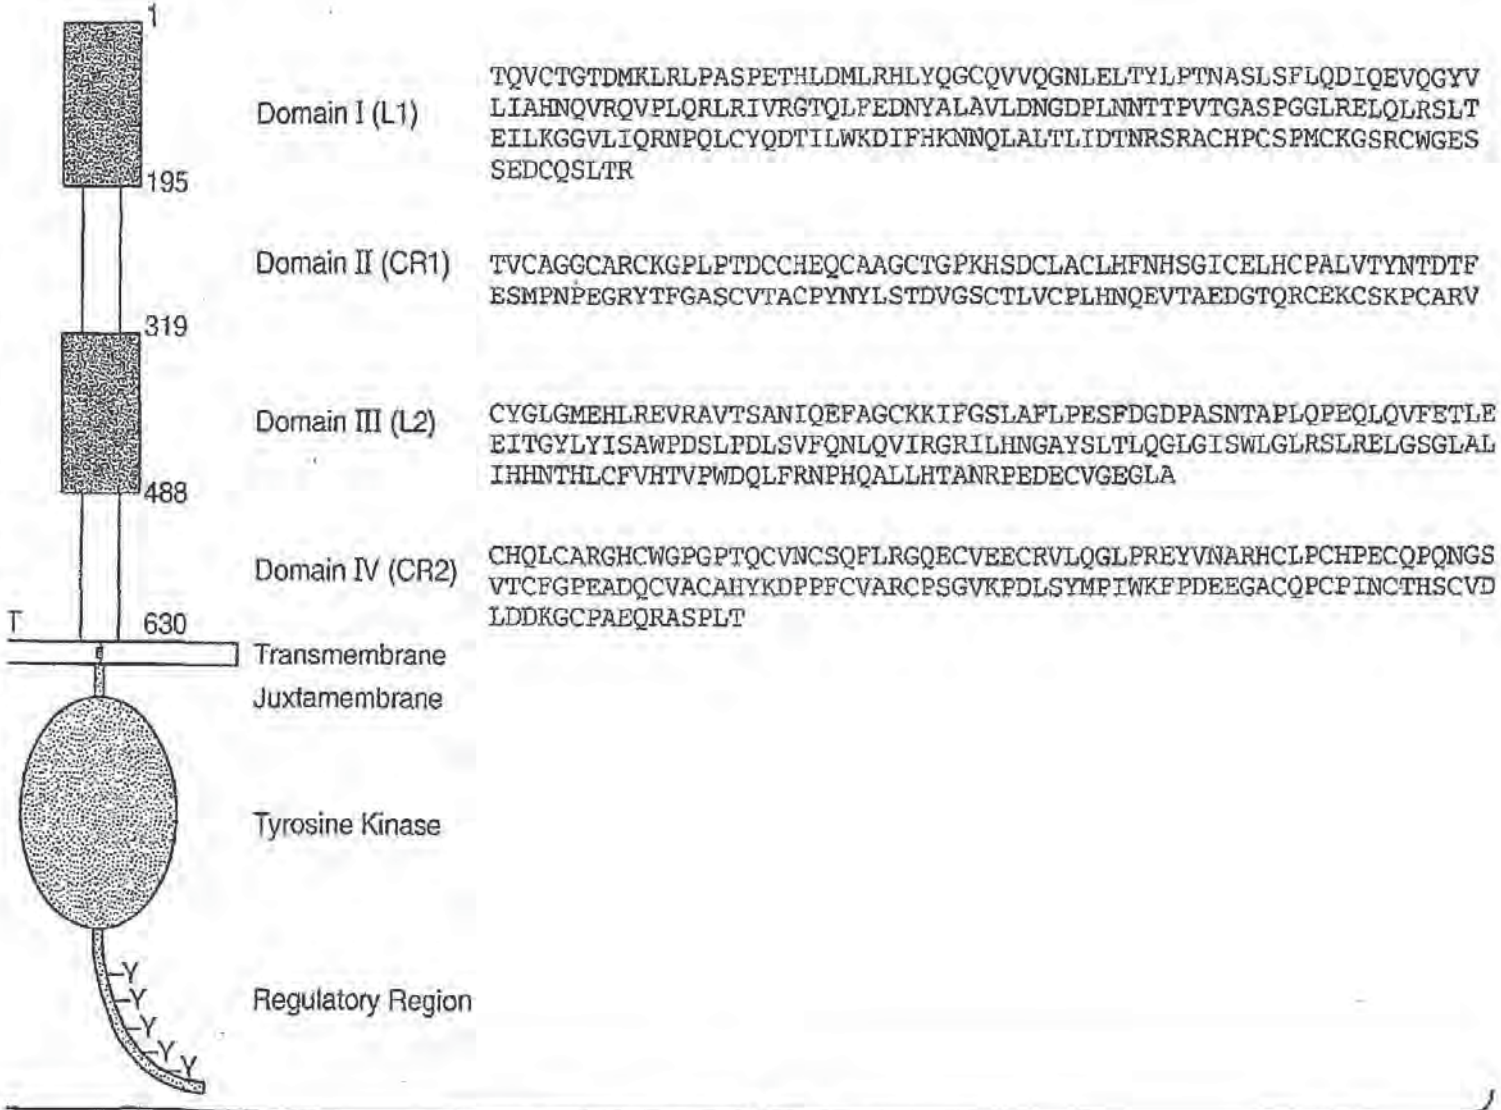 1
Domain I (L1)
TQVCTGTDMKLRLPASPETHLDMLRHLYQGCQVVQGNLELTYLPTNASLSFLQDIQEVQGYV
LIAHNQVRQVPLQRLRIVRGTQLFEDNYALAVLDNGDPLNNTTPVTGASPGGLRELQLRSLT
EILKGGVLIQRNPQLCYQDTILWKDIFHKNNQLALTLIDTNRSRACHPCSPMCKGSRCWGES
SEDCQSLTR
195
Domain II (CR1)
TVCAGGCARCKGPLPTDCCHEQCAAGCTGPKHSDCLACLHFNHSGICELHCPALVTYNTDTF
ESMPNPEGRYTFGASCVTACPYNYLSTDVGSCTLVCPLHNQEVTAEDGTQRCEKCSKPCARV
319
Domain III (L2)
CYGLGMEHLREVRAVTSANIQEFAGCKKIFGSLAFLPESFDGDPASNTAPLQPEQLQVFETLE
EITGYLYISAWPDSLPDLSVFQNLQVIRGRILHNGAYSLTLQGLGISWLGLRSLRELGSGLAL
IHHNTHLCFVHTVPWDQLFRNPHQALLHTANRPEDECVGEGLA
488
Domain IV (CR2)
CHQLCARGHCWGPGPTQCVNCSQFLRGQECVEECRVLQGLPREYVNARHCLPCHPECQPQNGS
VTCFGPEADQCVACAHYKDPPFCVARCPSGVKPDLSYMPIWKFPDEEGACQPCPINCTHSCVD
LDDKGCPAEQRASPLT
T
630
Transmembrane
Juxtamembrane
Tyrosine Kinase
Y
Y
Regulatory Region
Y
Y
Y